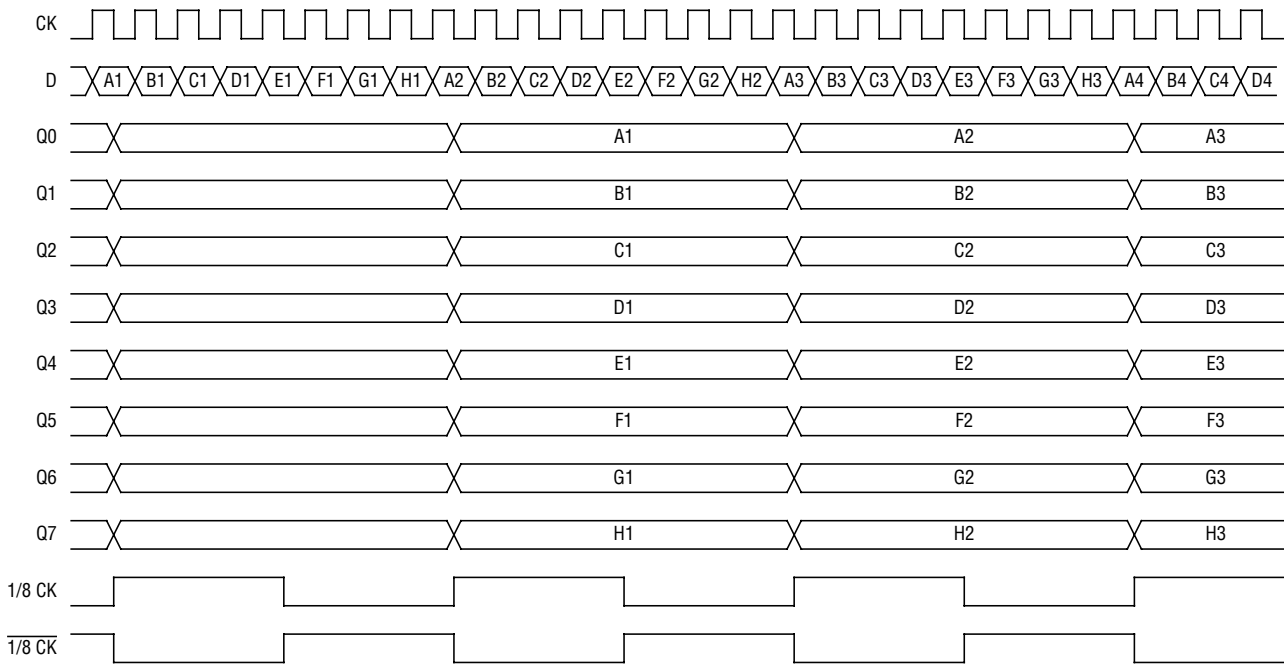 CK
D A1 B1 C1 D1 E1 F1 G1 H1 A2 B2 C2 D2 E2 F2 G2 H2 A3 B3 C3 D3 E3 F3 G3 H3 A4 B4 C4 D4
Q0 A1 A2 A3
Q1 B1 B2 B3
Q2 C1 C2 C3
Q3 D1 D2 D3
Q4 E1 E2 E3
Q5 F1 F2 F3
Q6 G1 G2 G3
Q7 H1 H2 H3
1/8 CK
1/8 CK